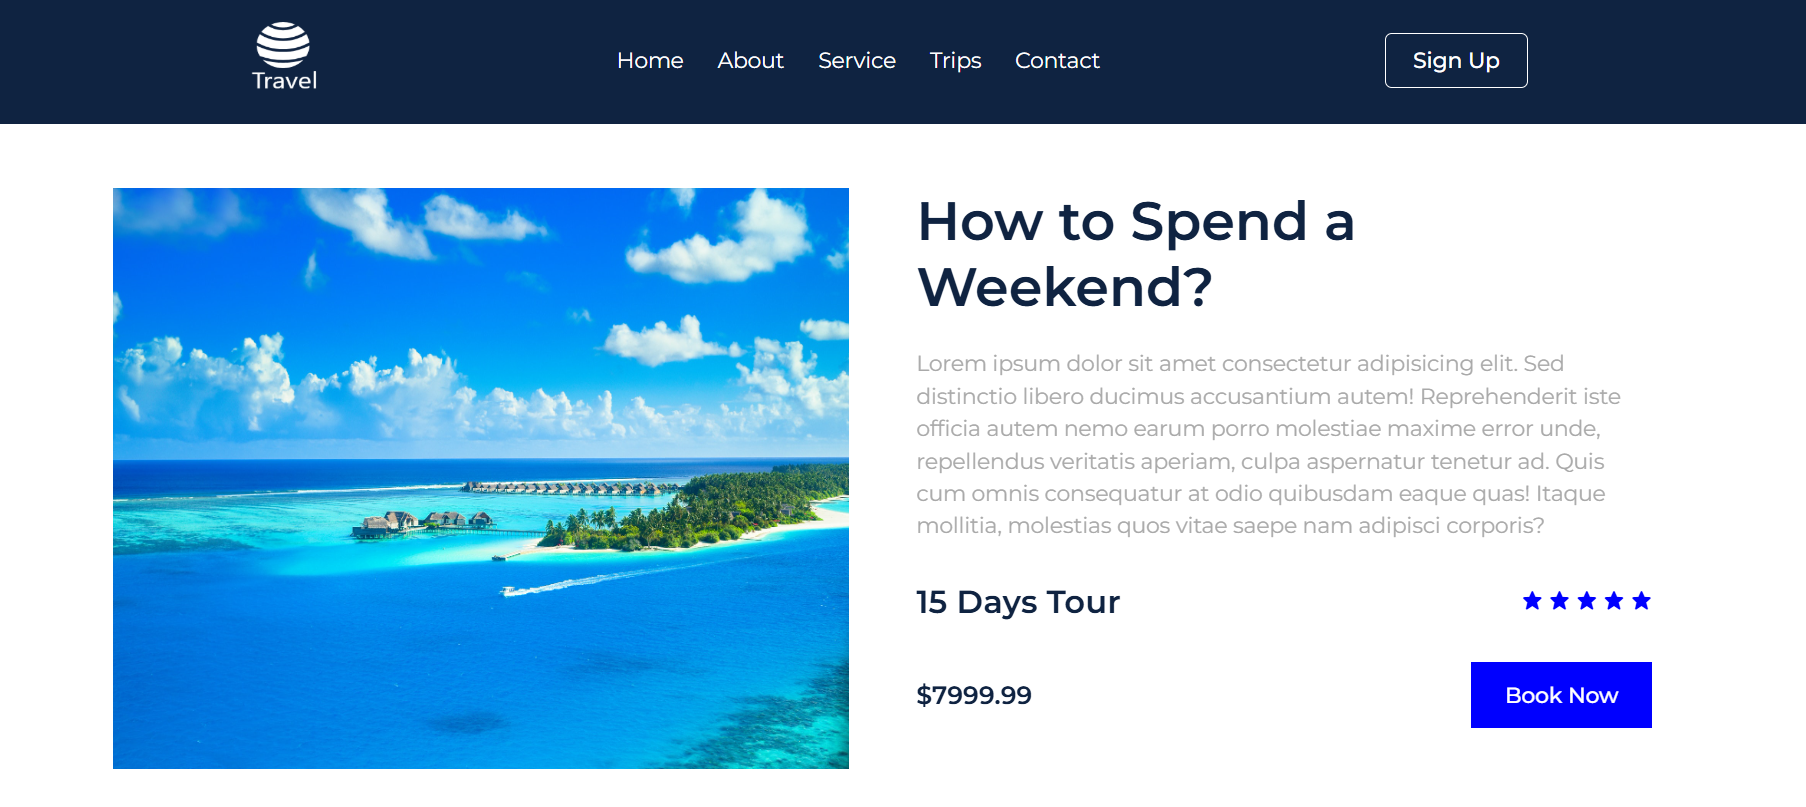 Travel
Home About Service Trips Contact
Sign Up
How to Spend a
Weekend?
Lorem ipsum dolor sit amet consectetur adipisicing elit. Sed
distinctio libero ducimus accusantium autem! Reprehenderit iste
officia autem nemo earum porro molestiae maxime error unde,
repellendus veritatis aperiam, culpa aspernatur tenetur ad. Quis
cum omnis consequatur at odio quibusdam eaque quas! Itaque
mollitia, molestias quos vitae saepe nam adipisci corporis?
15 Days Tour
$7999.99
Book Now